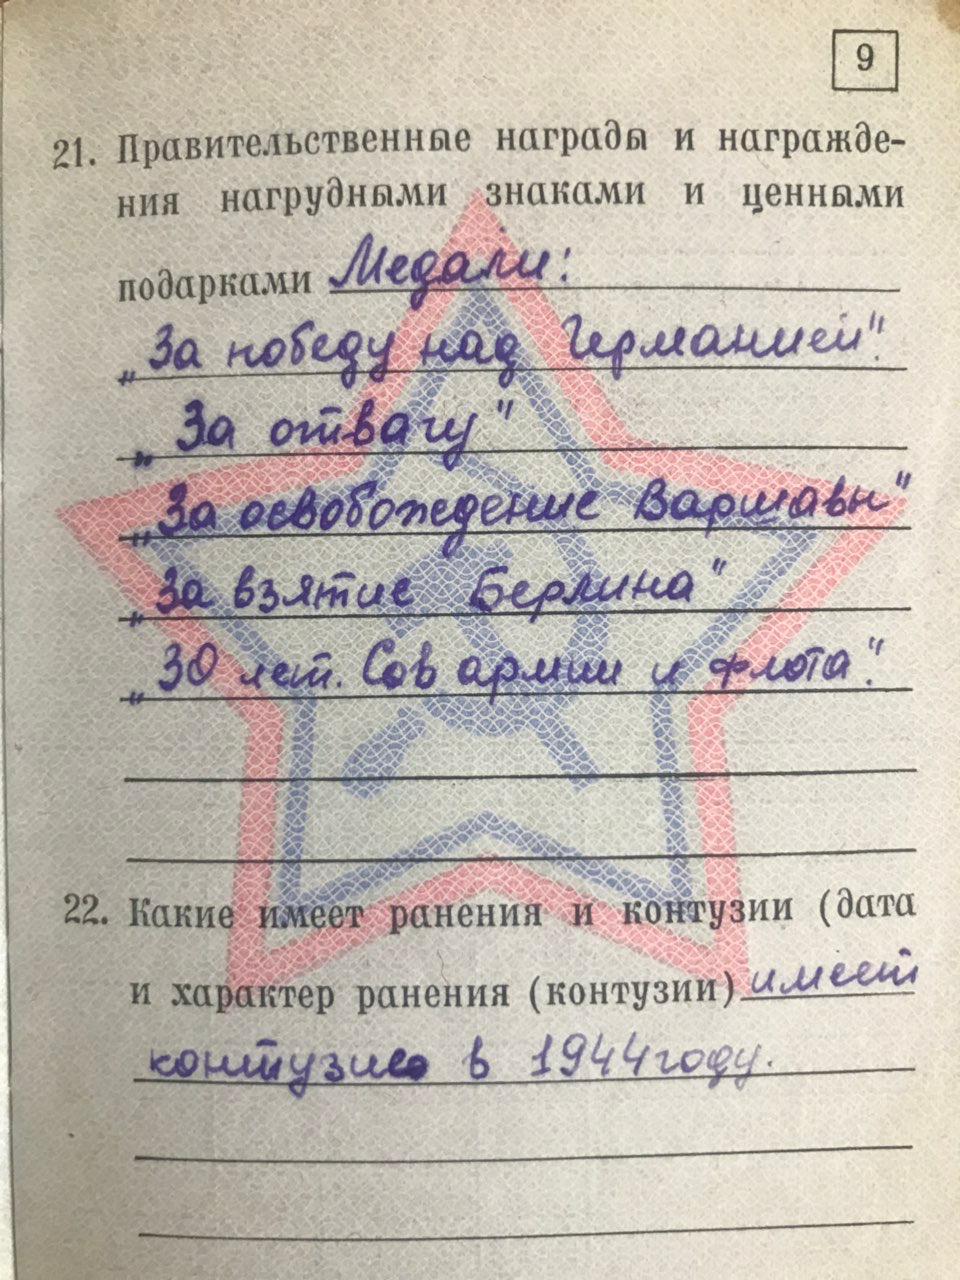 9
21. Правительственные награды и награжде-
ния нагрудными знаками и ценными
подарками Медали:
„За победу над Германией".
„За отвагу"
„За освобождение Варшавы"
„За взятие Берлина"
„30 лет. Сов армии и флота".
22. Какие имеет ранения и контузии (дата
и характер ранения (контузии) имеет
контузию в 1944 году.